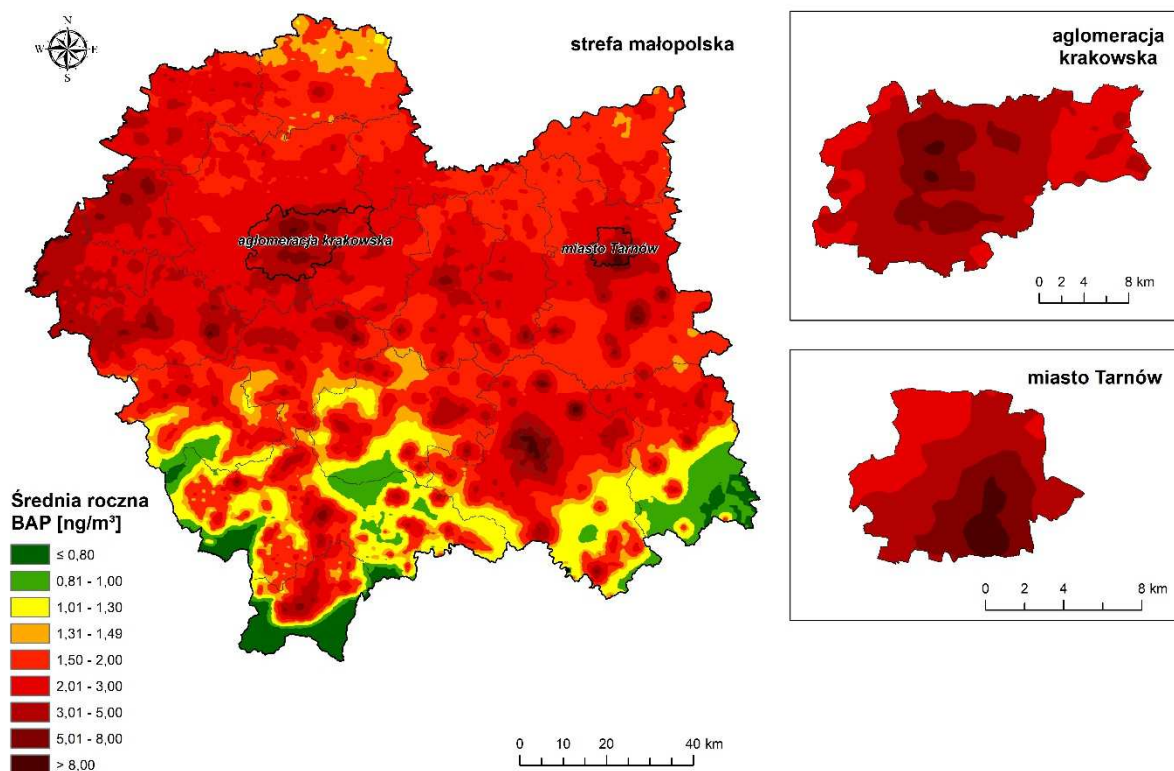 N
W E
S
strefa małopolska
aglomeracja krakowska
miasto Tarnów
Średnia roczna
BAP [ng/m³]
≤ 0,80
0,81 - 1,00
1,01 - 1,30
1,31 - 1,49
1,50 - 2,00
2,01 - 3,00
3,01 - 5,00
5,01 - 8,00
> 8,00
0 10 20 40 km
aglomeracja
krakowska
0 2 4 8 km
miasto Tarnów
0 2 4 8 km